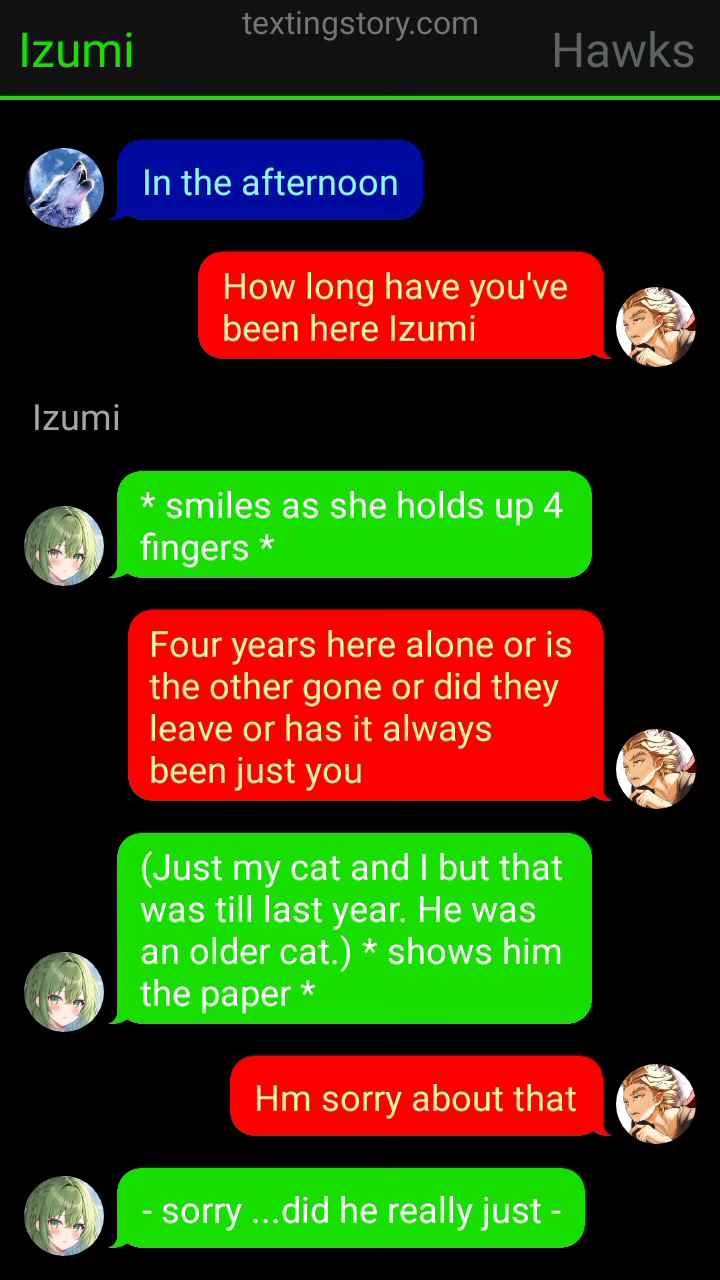 textingstory.com
Izumi
Hawks
In the afternoon
How long have you've
been here Izumi
Izumi
* smiles as she holds up 4
fingers *
Four years here alone or is
the other gone or did they
leave or has it always
been just you
(Just my cat and I but that
was till last year. He was
an older cat.) * shows him
the paper *
Hm sorry about that
- sorry ...did he really just -